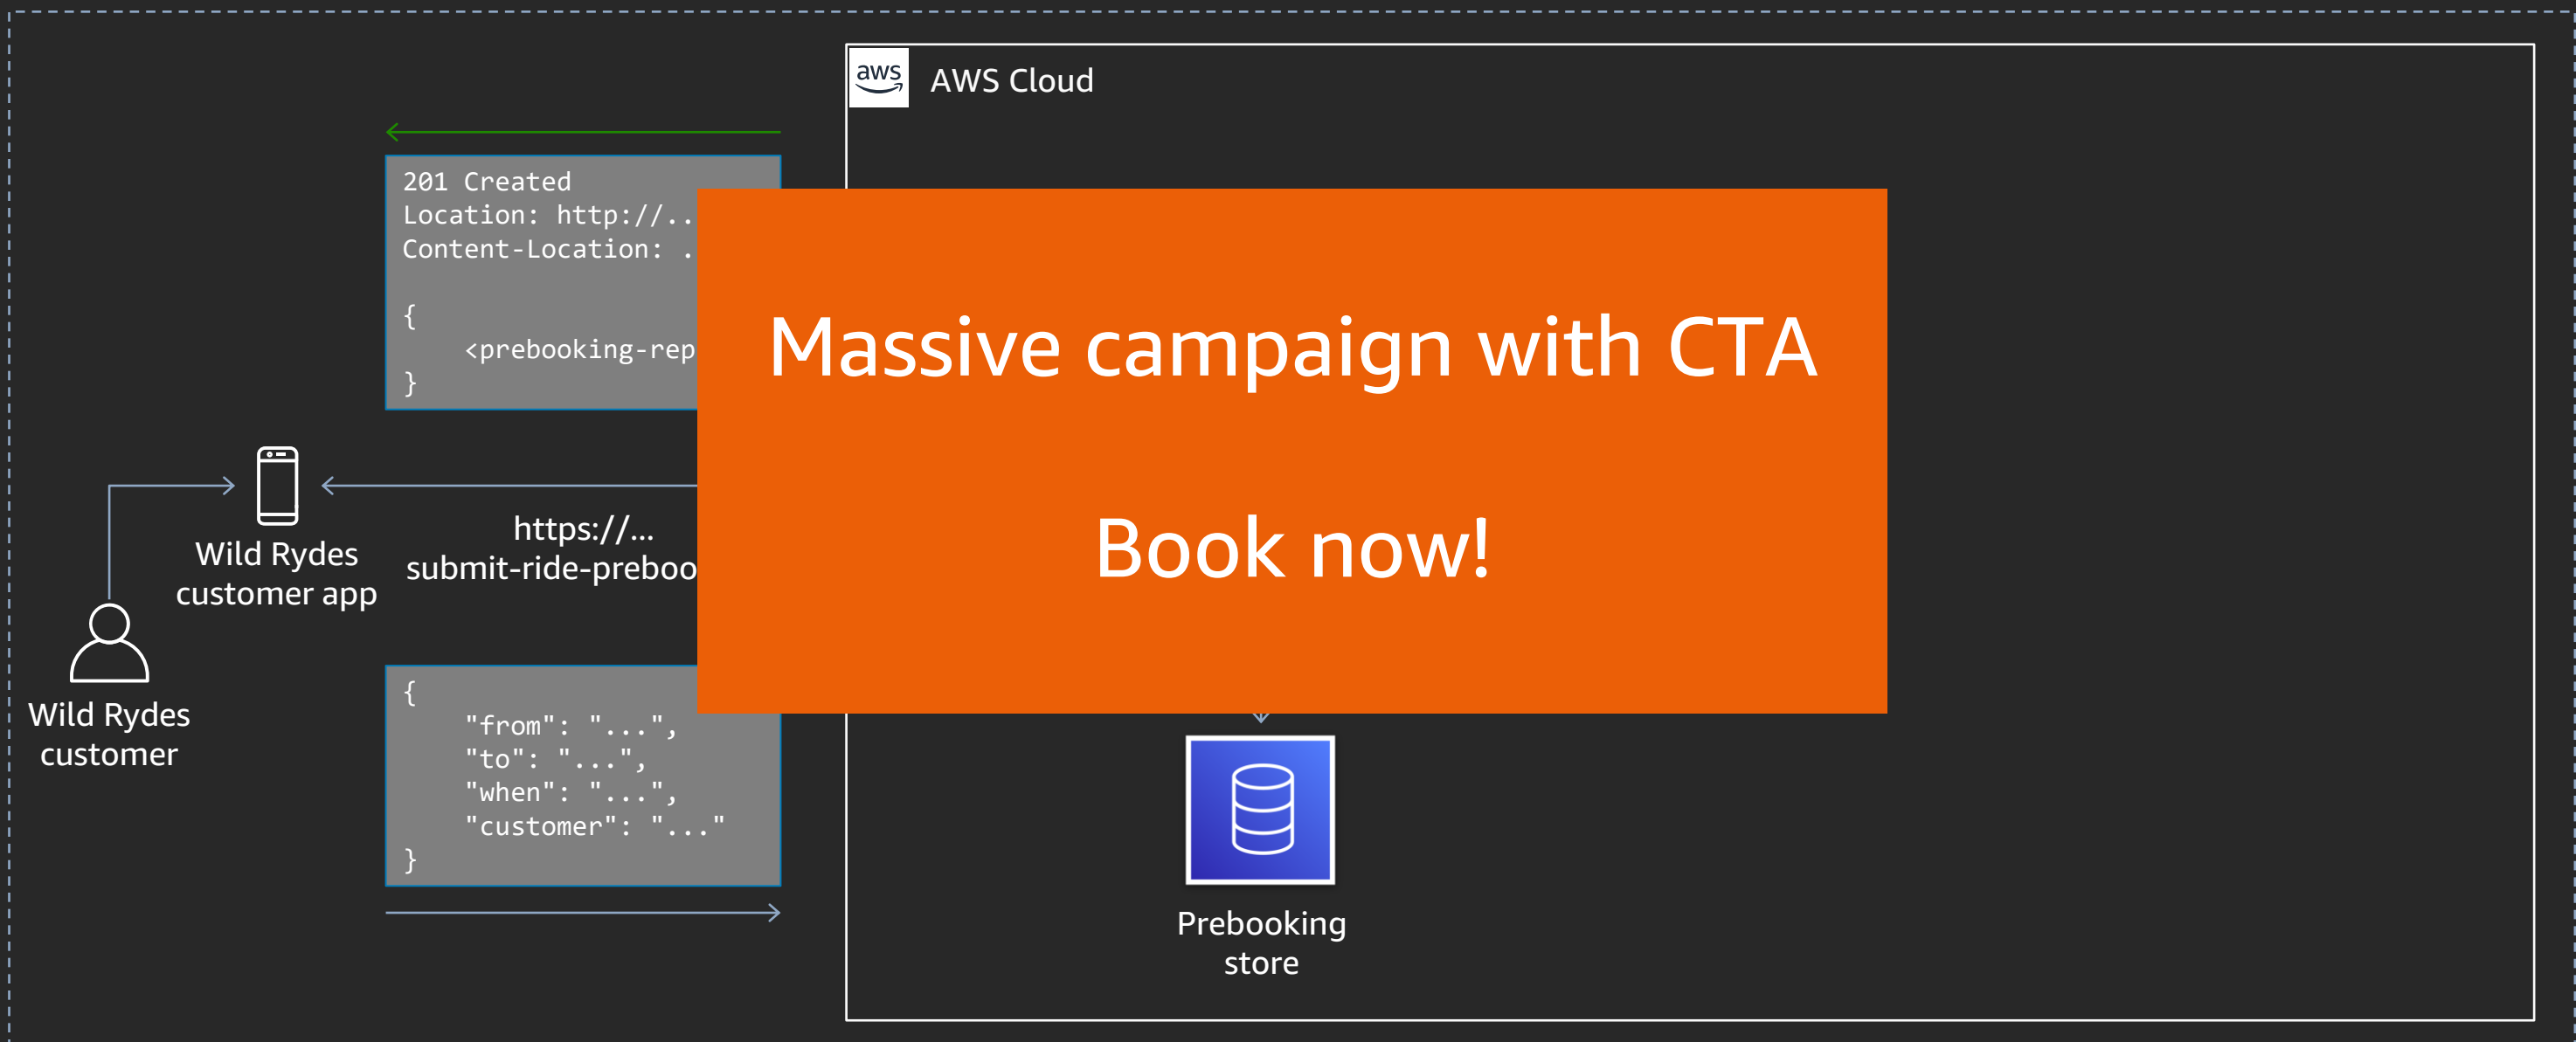 aws
AWS Cloud
201 Created
Location: http://..
Content-Location: .
{
<prebooking-rep
}
Massive campaign with CTA
Book now!
https://...
submit-ride-preboo
Wild Rydes
customer app
Wild Rydes
customer
{
"from": "...",
"to": "...",
"when": "...",
"customer": "..."
}
Prebooking
store